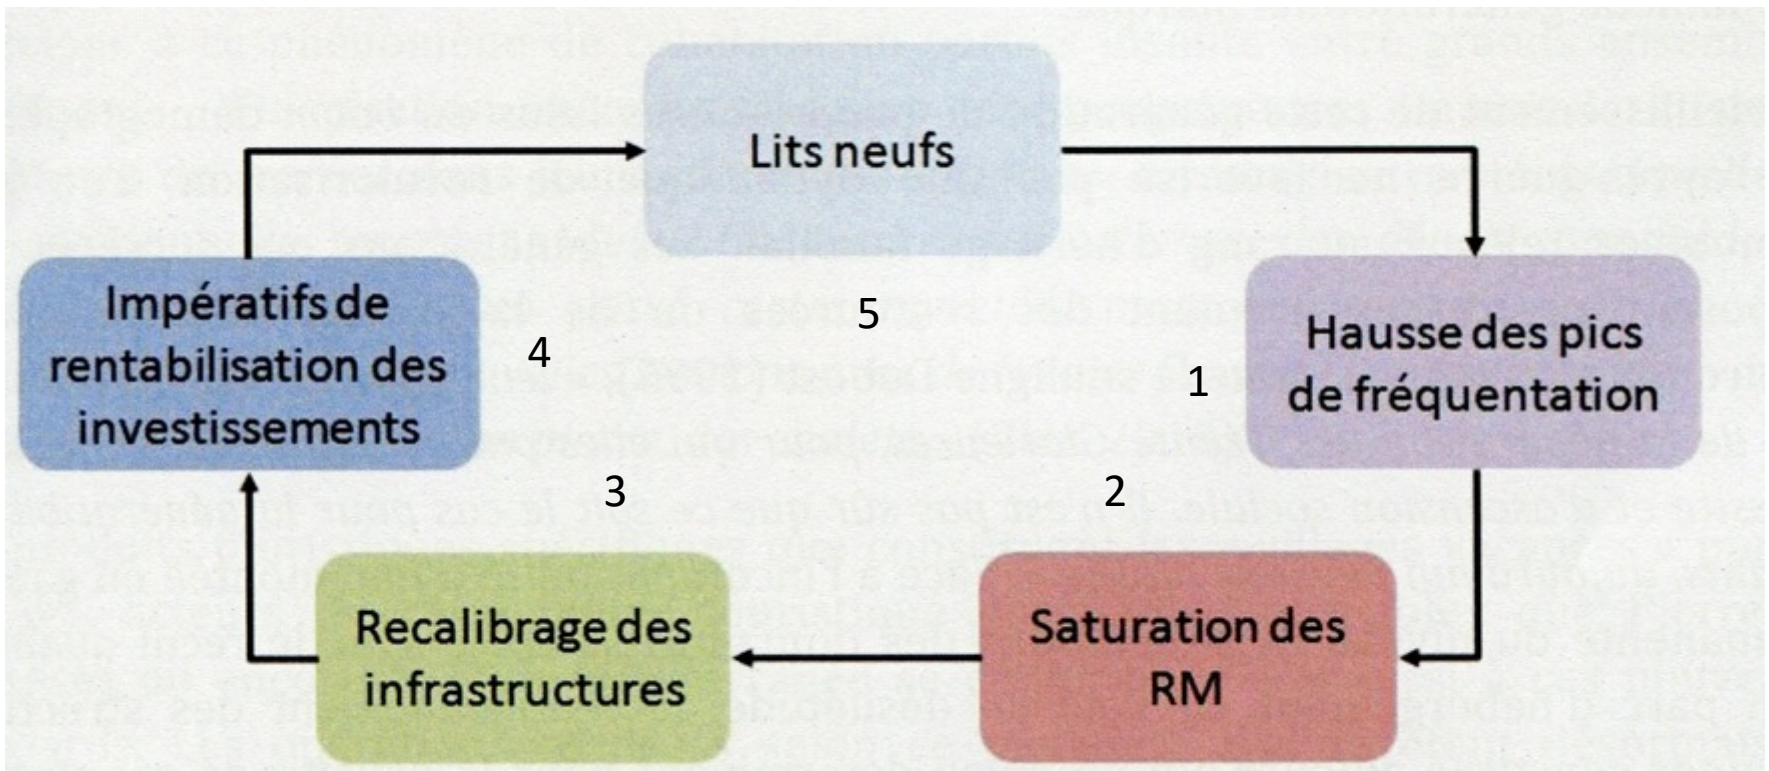 Lits neufs
Impératifs de
rentabilisation des
investissements
5
4
1
Hausse des pics
de fréquentation
3
2
Recalibrage des
infrastructures
Saturation des
RM